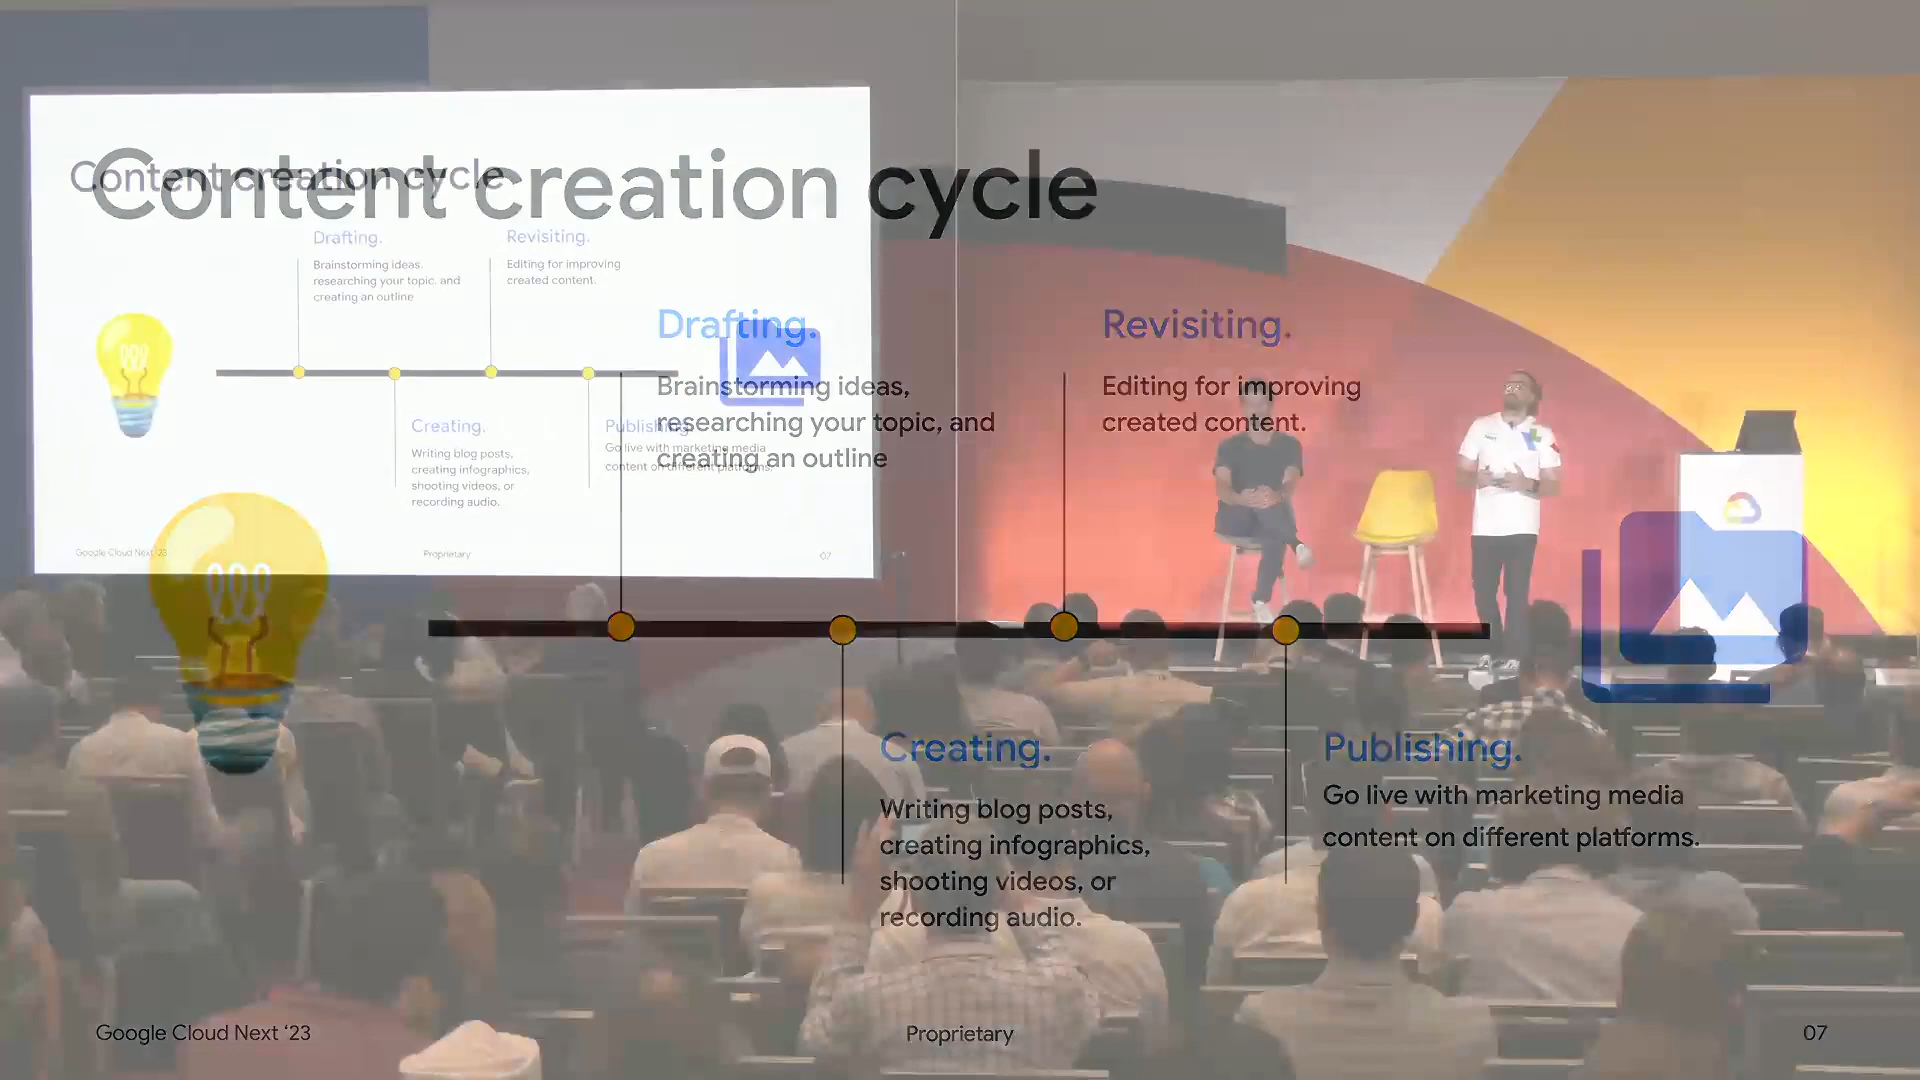 Content creation cycle
Drafting.
Brainstorming ideas,
researching your topic, and
creating an outline
Revisiting.
Editing for improving
created content.
Creating.
Writing blog posts,
creating infographics,
shooting videos, or
recording audio.
Publishing.
Go live with marketing media
content on different platforms.
Google Cloud Next ‘23
Proprietary
07
Content creation cycle
Drafting.
Brainstorming ideas,
researching your topic, and
creating an outline
Revisiting.
Editing for improving
created content.
Creating.
Writing blog posts,
creating infographics,
shooting videos, or
recording audio.
Publishing.
Go live with marketing media
content on different platforms.
Google Cloud Next ‘23
Proprietary
07